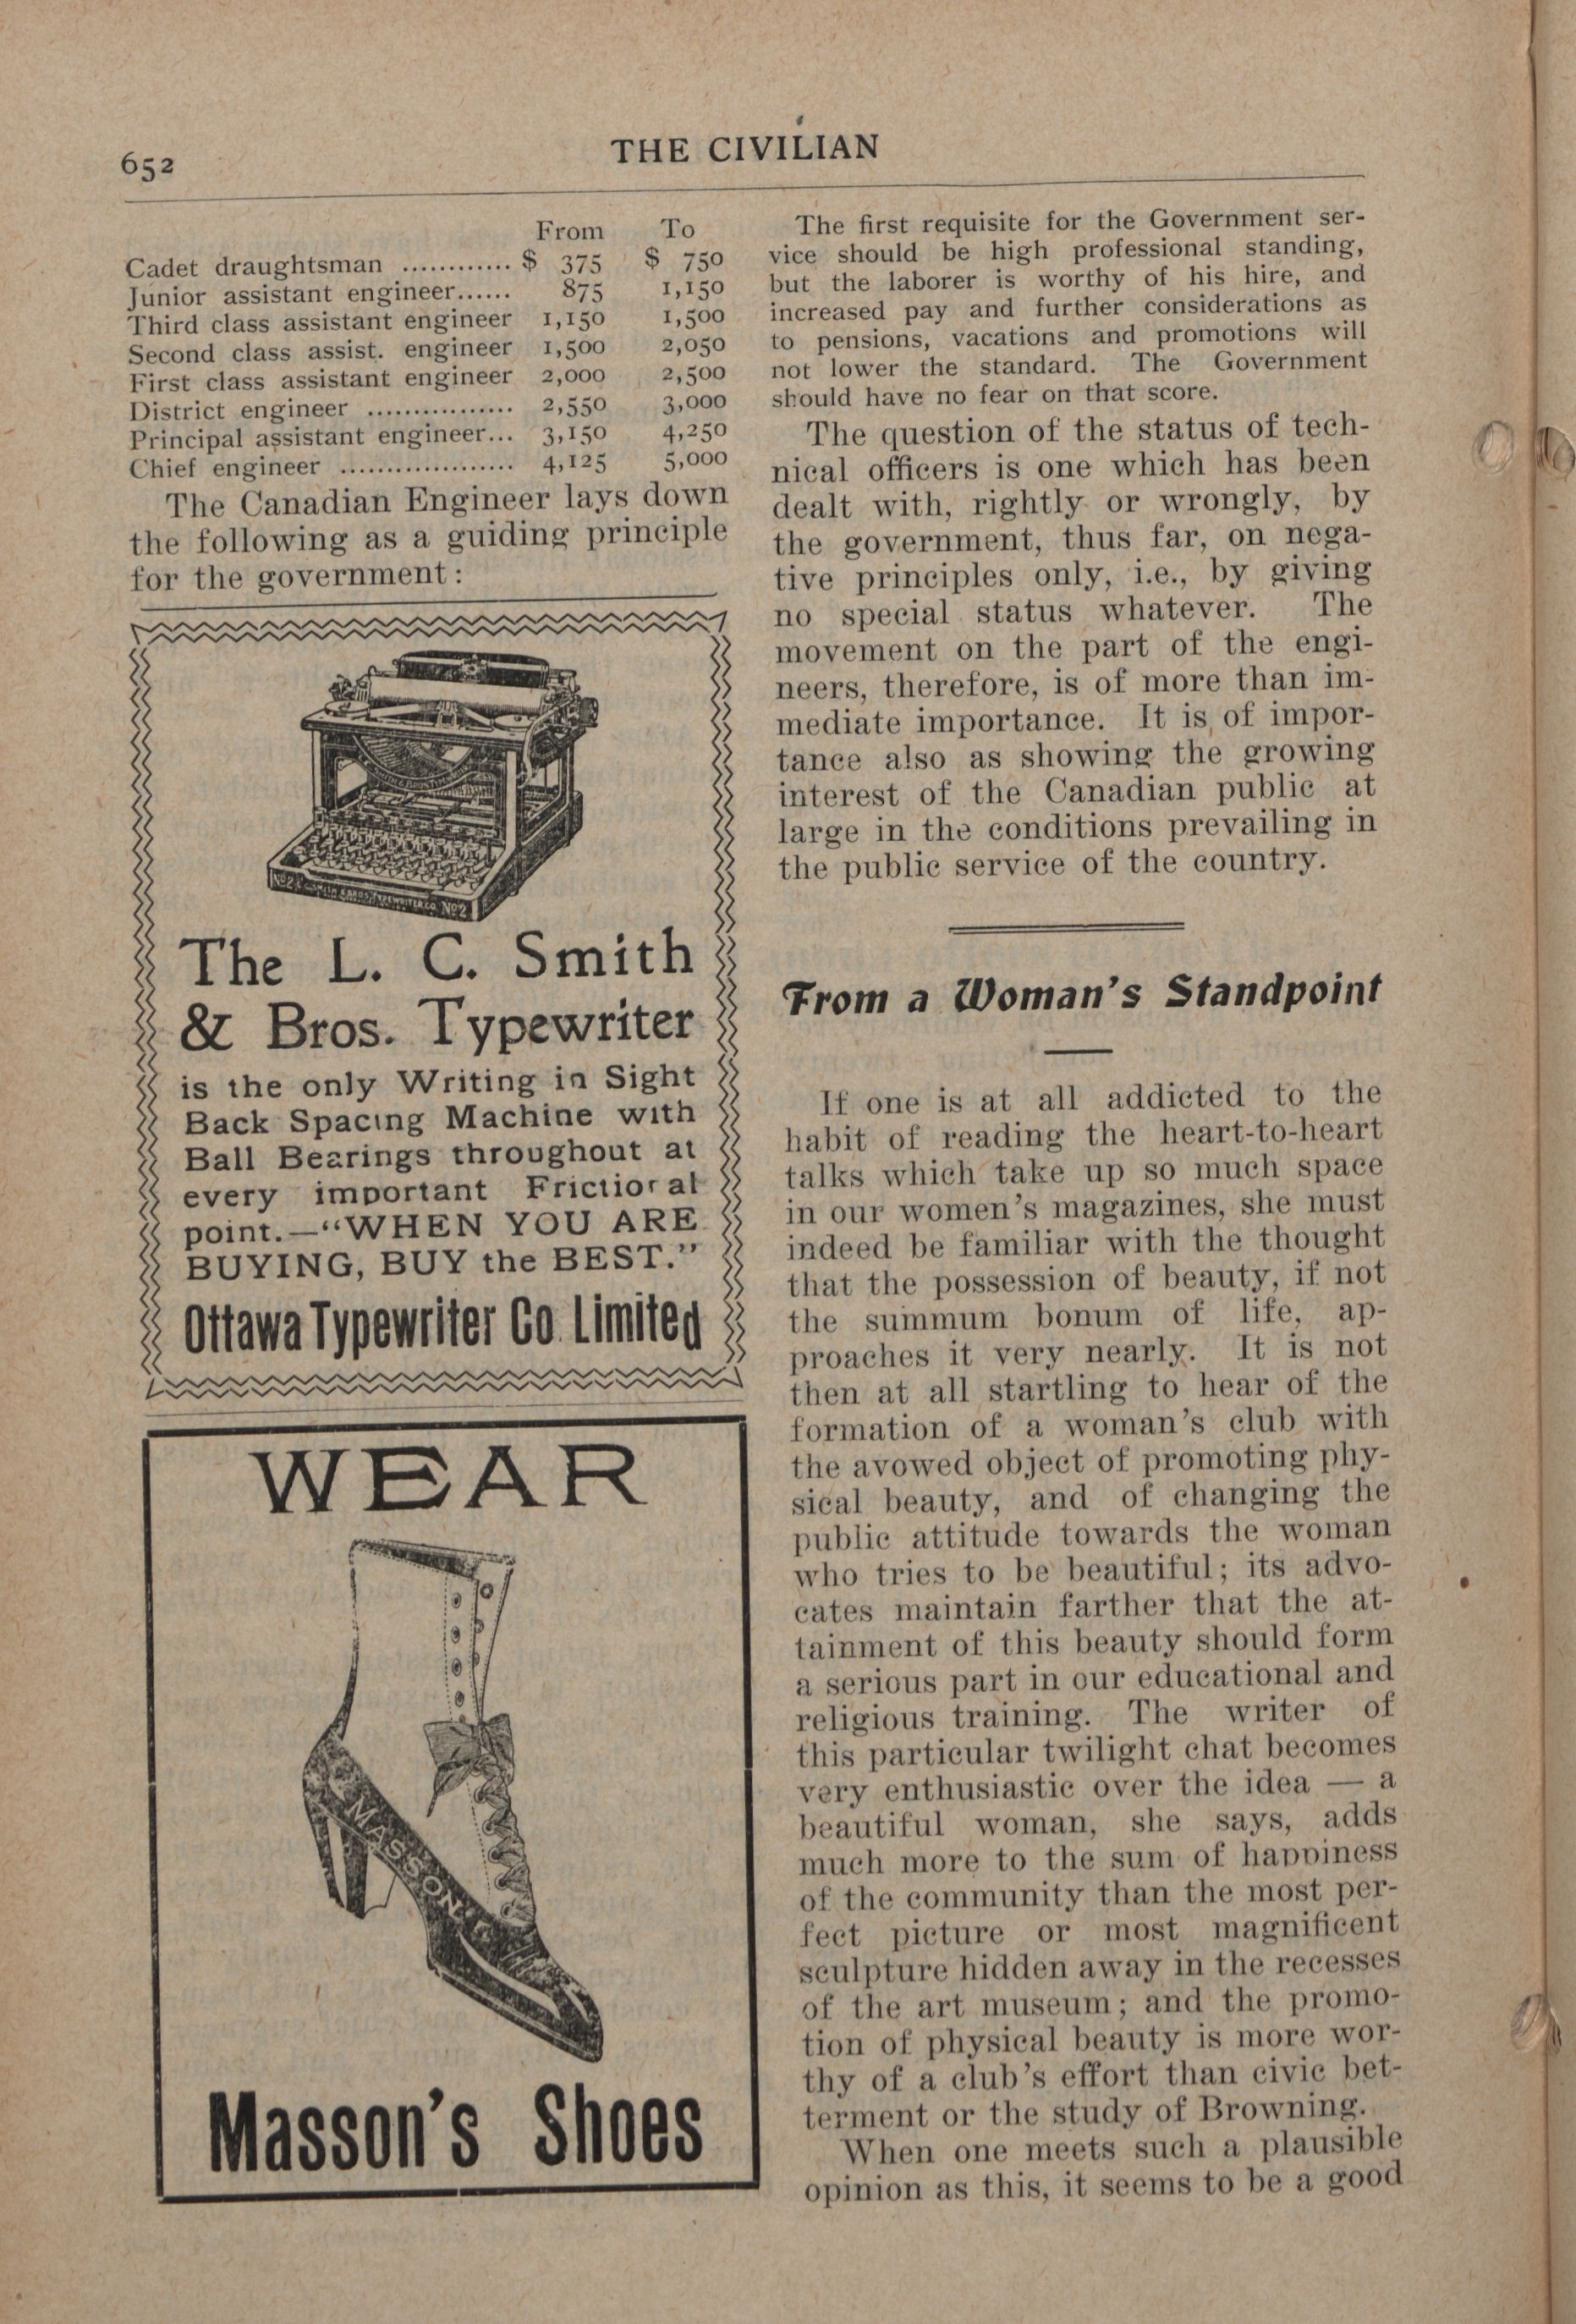 652
THE CIVILIAN
From To
Cadet draughtsman ............ $ 375 $ 750
Junior assistant engineer...... 875 1,150
Third class assistant engineer 1,150 1,500
Second class assist. engineer 1,500 2,050
First class assistant engineer 2,000 2,500
District engineer ................ 2,550 3,000
Principal assistant engineer... 3,150 4,250
Chief engineer ................... 4,125 5,000
The Canadian Engineer lays down
the following as a guiding principle
for the government:
No2 L.C. SMITH & BROS. TYPEWRITER CO. No2
The L. C. Smith
& Bros. Typewriter
is the only Writing in Sight
Back Spacing Machine with
Ball Bearings throughout at
every important Frictional
point.—“WHEN YOU ARE
BUYING, BUY the BEST.”
Ottawa Typewriter Co. Limited
WEAR
MASSON'S
Masson's Shoes
The first requisite for the Government ser-
vice should be high professional standing,
but the laborer is worthy of his hire, and
increased pay and further considerations as
to pensions, vacations and promotions will
not lower the standard. The Government
should have no fear on that score.
The question of the status of tech-
nical officers is one which has been
dealt with, rightly or wrongly, by
the government, thus far, on nega-
tive principles only, i.e., by giving
no special status whatever. The
movement on the part of the engi-
neers, therefore, is of more than im-
mediate importance. It is of impor-
tance also as showing the growing
interest of the Canadian public at
large in the conditions prevailing in
the public service of the country.
From a Woman's Standpoint
If one is at all addicted to the
habit of reading the heart-to-heart
talks which take up so much space
in our women's magazines, she must
indeed be familiar with the thought
that the possession of beauty, if not
the summum bonum of life, ap-
proaches it very nearly. It is not
then at all startling to hear of the
formation of a woman's club with
the avowed object of promoting phy-
sical beauty, and of changing the
public attitude towards the woman
who tries to be beautiful; its advo-
cates maintain farther that the at-
tainment of this beauty should form
a serious part in our educational and
religious training. The writer of
this particular twilight chat becomes
very enthusiastic over the idea — a
beautiful woman, she says, adds
much more to the sum of happiness
of the community than the most per-
fect picture or most magnificent
sculpture hidden away in the recesses
of the art museum; and the promo-
tion of physical beauty is more wor-
thy of a club's effort than civic bet-
terment or the study of Browning.
When one meets such a plausible
opinion as this, it seems to be a good